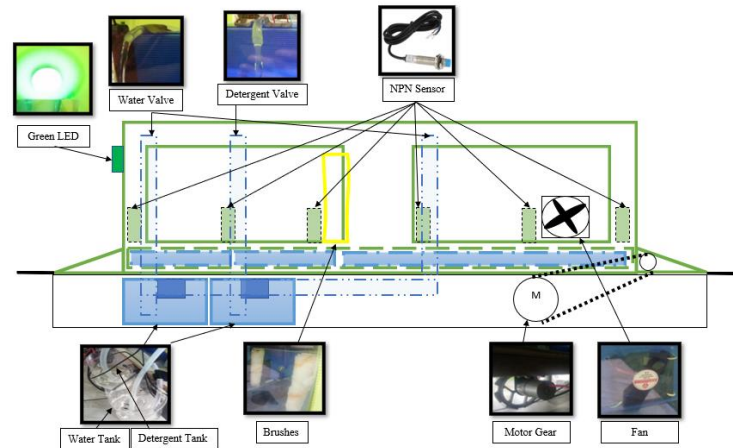 Water Valve
Detergent Valve
NPN Sensor
Green LED
M
Water Tank
Detergent Tank
Brushes
Motor Gear
Fan